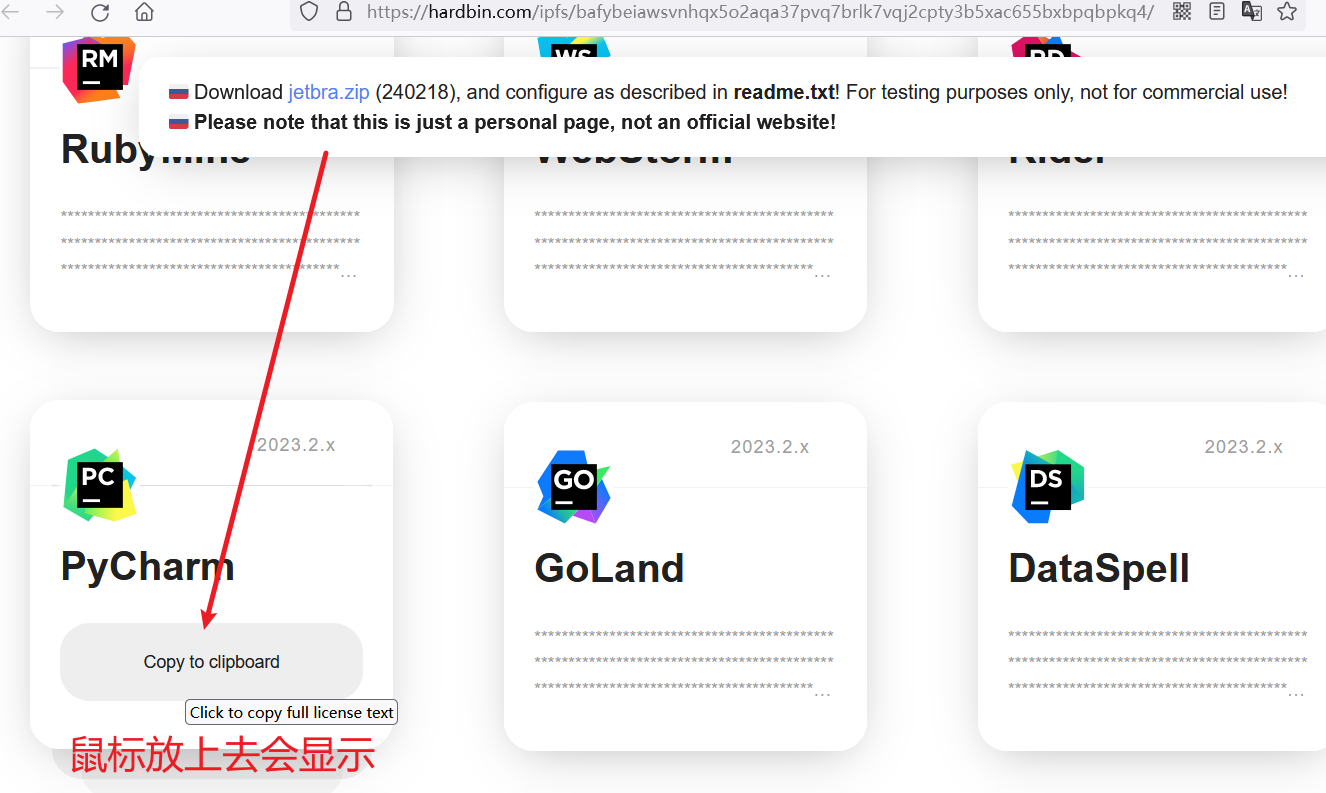 https://hardbin.com/ipfs/bafybeiawsvnhqx5o2aqa37pvq7brlk7vqj2cpty3b5xac655bxbpqbpkq4/
RM
WS
RD
Download jetbra.zip (240218), and configure as described in readme.txt! For testing purposes only, not for commercial use!
Please note that this is just a personal page, not an official website!
RubyMine
WebStorm
Rider
2023.2.x
2023.2.x
2023.2.x
PC
GO
DS
PyCharm
GoLand
DataSpell
Copy to clipboard
Click to copy full license text
鼠标放上去会显示